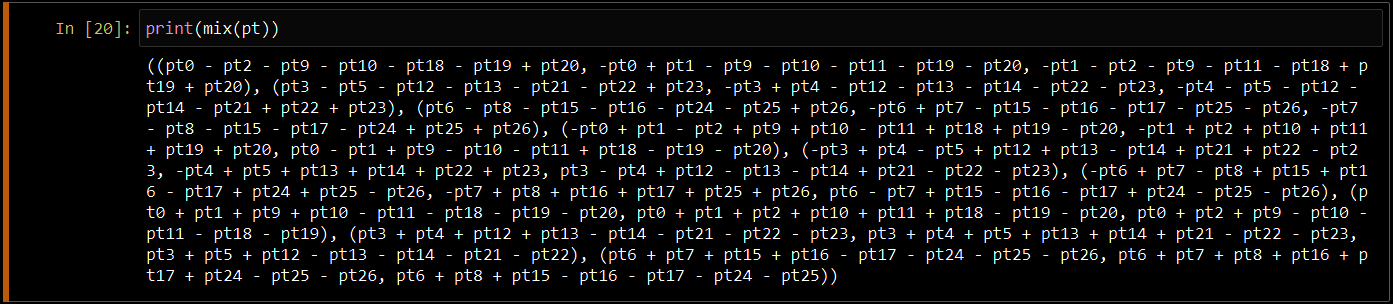 In [20]: print(mix(pt))
((pt0 - pt2 - pt9 - pt10 - pt18 - pt19 + pt20, -pt0 + pt1 - pt9 - pt10 - pt11 - pt19 - pt20, -pt1 - pt2 - pt9 - pt11 - pt18 + p
t19 + pt20), (pt3 - pt5 - pt12 - pt13 - pt21 - pt22 + pt23, -pt3 + pt4 - pt12 - pt13 - pt14 - pt22 - pt23, -pt4 - pt5 - pt12 -
pt14 - pt21 + pt22 + pt23), (pt6 - pt8 - pt15 - pt16 - pt24 - pt25 + pt26, -pt6 + pt7 - pt15 - pt16 - pt17 - pt25 - pt26, -pt7
- pt8 - pt15 - pt17 - pt24 + pt25 + pt26), (-pt0 + pt1 - pt2 + pt9 + pt10 - pt11 + pt18 + pt19 - pt20, -pt1 + pt2 + pt10 + pt11
+ pt19 + pt20, pt0 - pt1 + pt9 - pt10 - pt11 + pt18 - pt19 - pt20), (-pt3 + pt4 - pt5 + pt12 + pt13 - pt14 + pt21 + pt22 - pt2
3, -pt4 + pt5 + pt13 + pt14 + pt22 + pt23, pt3 - pt4 + pt12 - pt13 - pt14 + pt21 - pt22 - pt23), (-pt6 + pt7 - pt8 + pt15 + pt1
6 - pt17 + pt24 + pt25 - pt26, -pt7 + pt8 + pt16 + pt17 + pt25 + pt26, pt6 - pt7 + pt15 - pt16 - pt17 + pt24 - pt25 - pt26), (p
t0 + pt1 + pt9 + pt10 - pt11 - pt18 - pt19 - pt20, pt0 + pt1 + pt2 + pt10 + pt11 + pt18 - pt19 - pt20, pt0 + pt2 + pt9 - pt10 -
pt11 - pt18 - pt19), (pt3 + pt4 + pt12 + pt13 - pt14 - pt21 - pt22 - pt23, pt3 + pt4 + pt5 + pt13 + pt14 + pt21 - pt22 - pt23,
pt3 + pt5 + pt12 - pt13 - pt14 - pt21 - pt22), (pt6 + pt7 + pt15 + pt16 - pt17 - pt24 - pt25 - pt26, pt6 + pt7 + pt8 + pt16 + p
t17 + pt24 - pt25 - pt26, pt6 + pt8 + pt15 - pt16 - pt17 - pt24 - pt25))